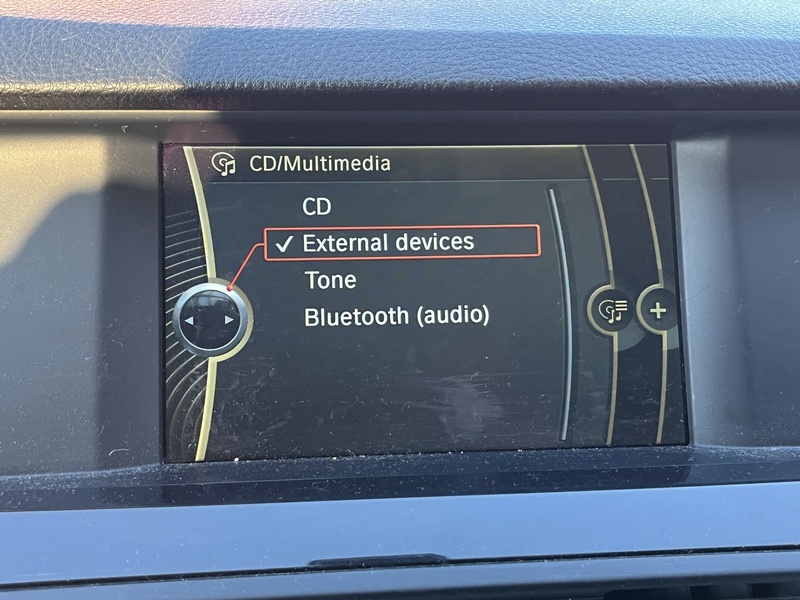 CD/Multimedia
CD
✓ External devices
Tone
Bluetooth (audio)